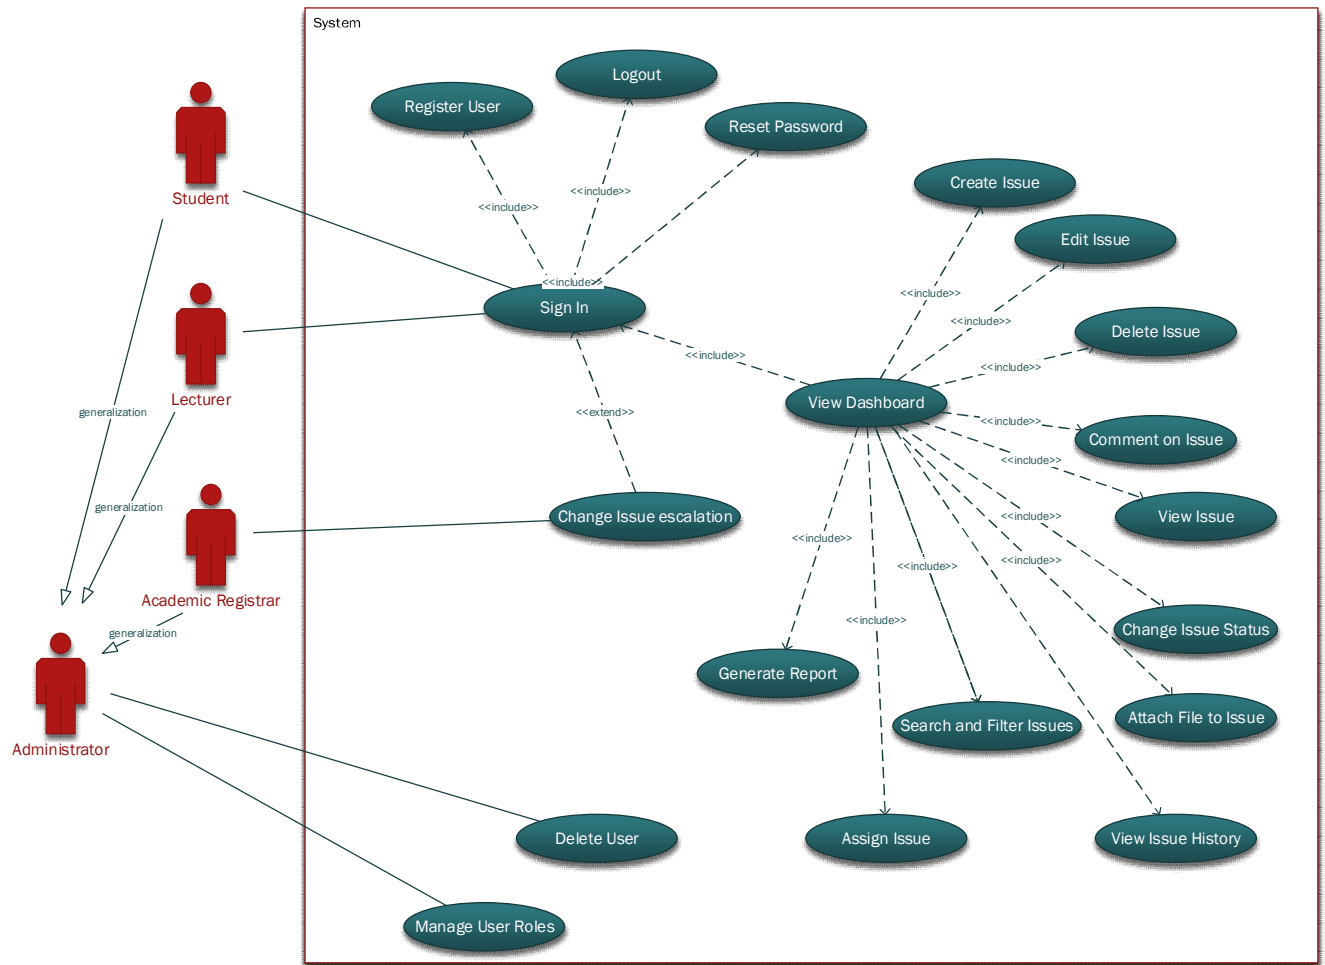 System
Logout
Register User
Reset Password
Create Issue
<<include>>
Student
<<include>>
Edit Issue
<<include>>
<<include>>
Sign In
<<include>>
Delete Issue
<<include>>
<<include>>
Lecturer
View Dashboard
generalization
<<extend>>
<<include>>
Comment on Issue
<<include>>
generalization
Change Issue escalation
<<include>>
View Issue
<<include>>
<<include>>
<<include>>
Academic Registrar
<<include>>
generalization
Change Issue Status
Generate Report
Attach File to Issue
Search and Filter Issues
Administrator
Delete User
Assign Issue
View Issue History
Manage User Roles